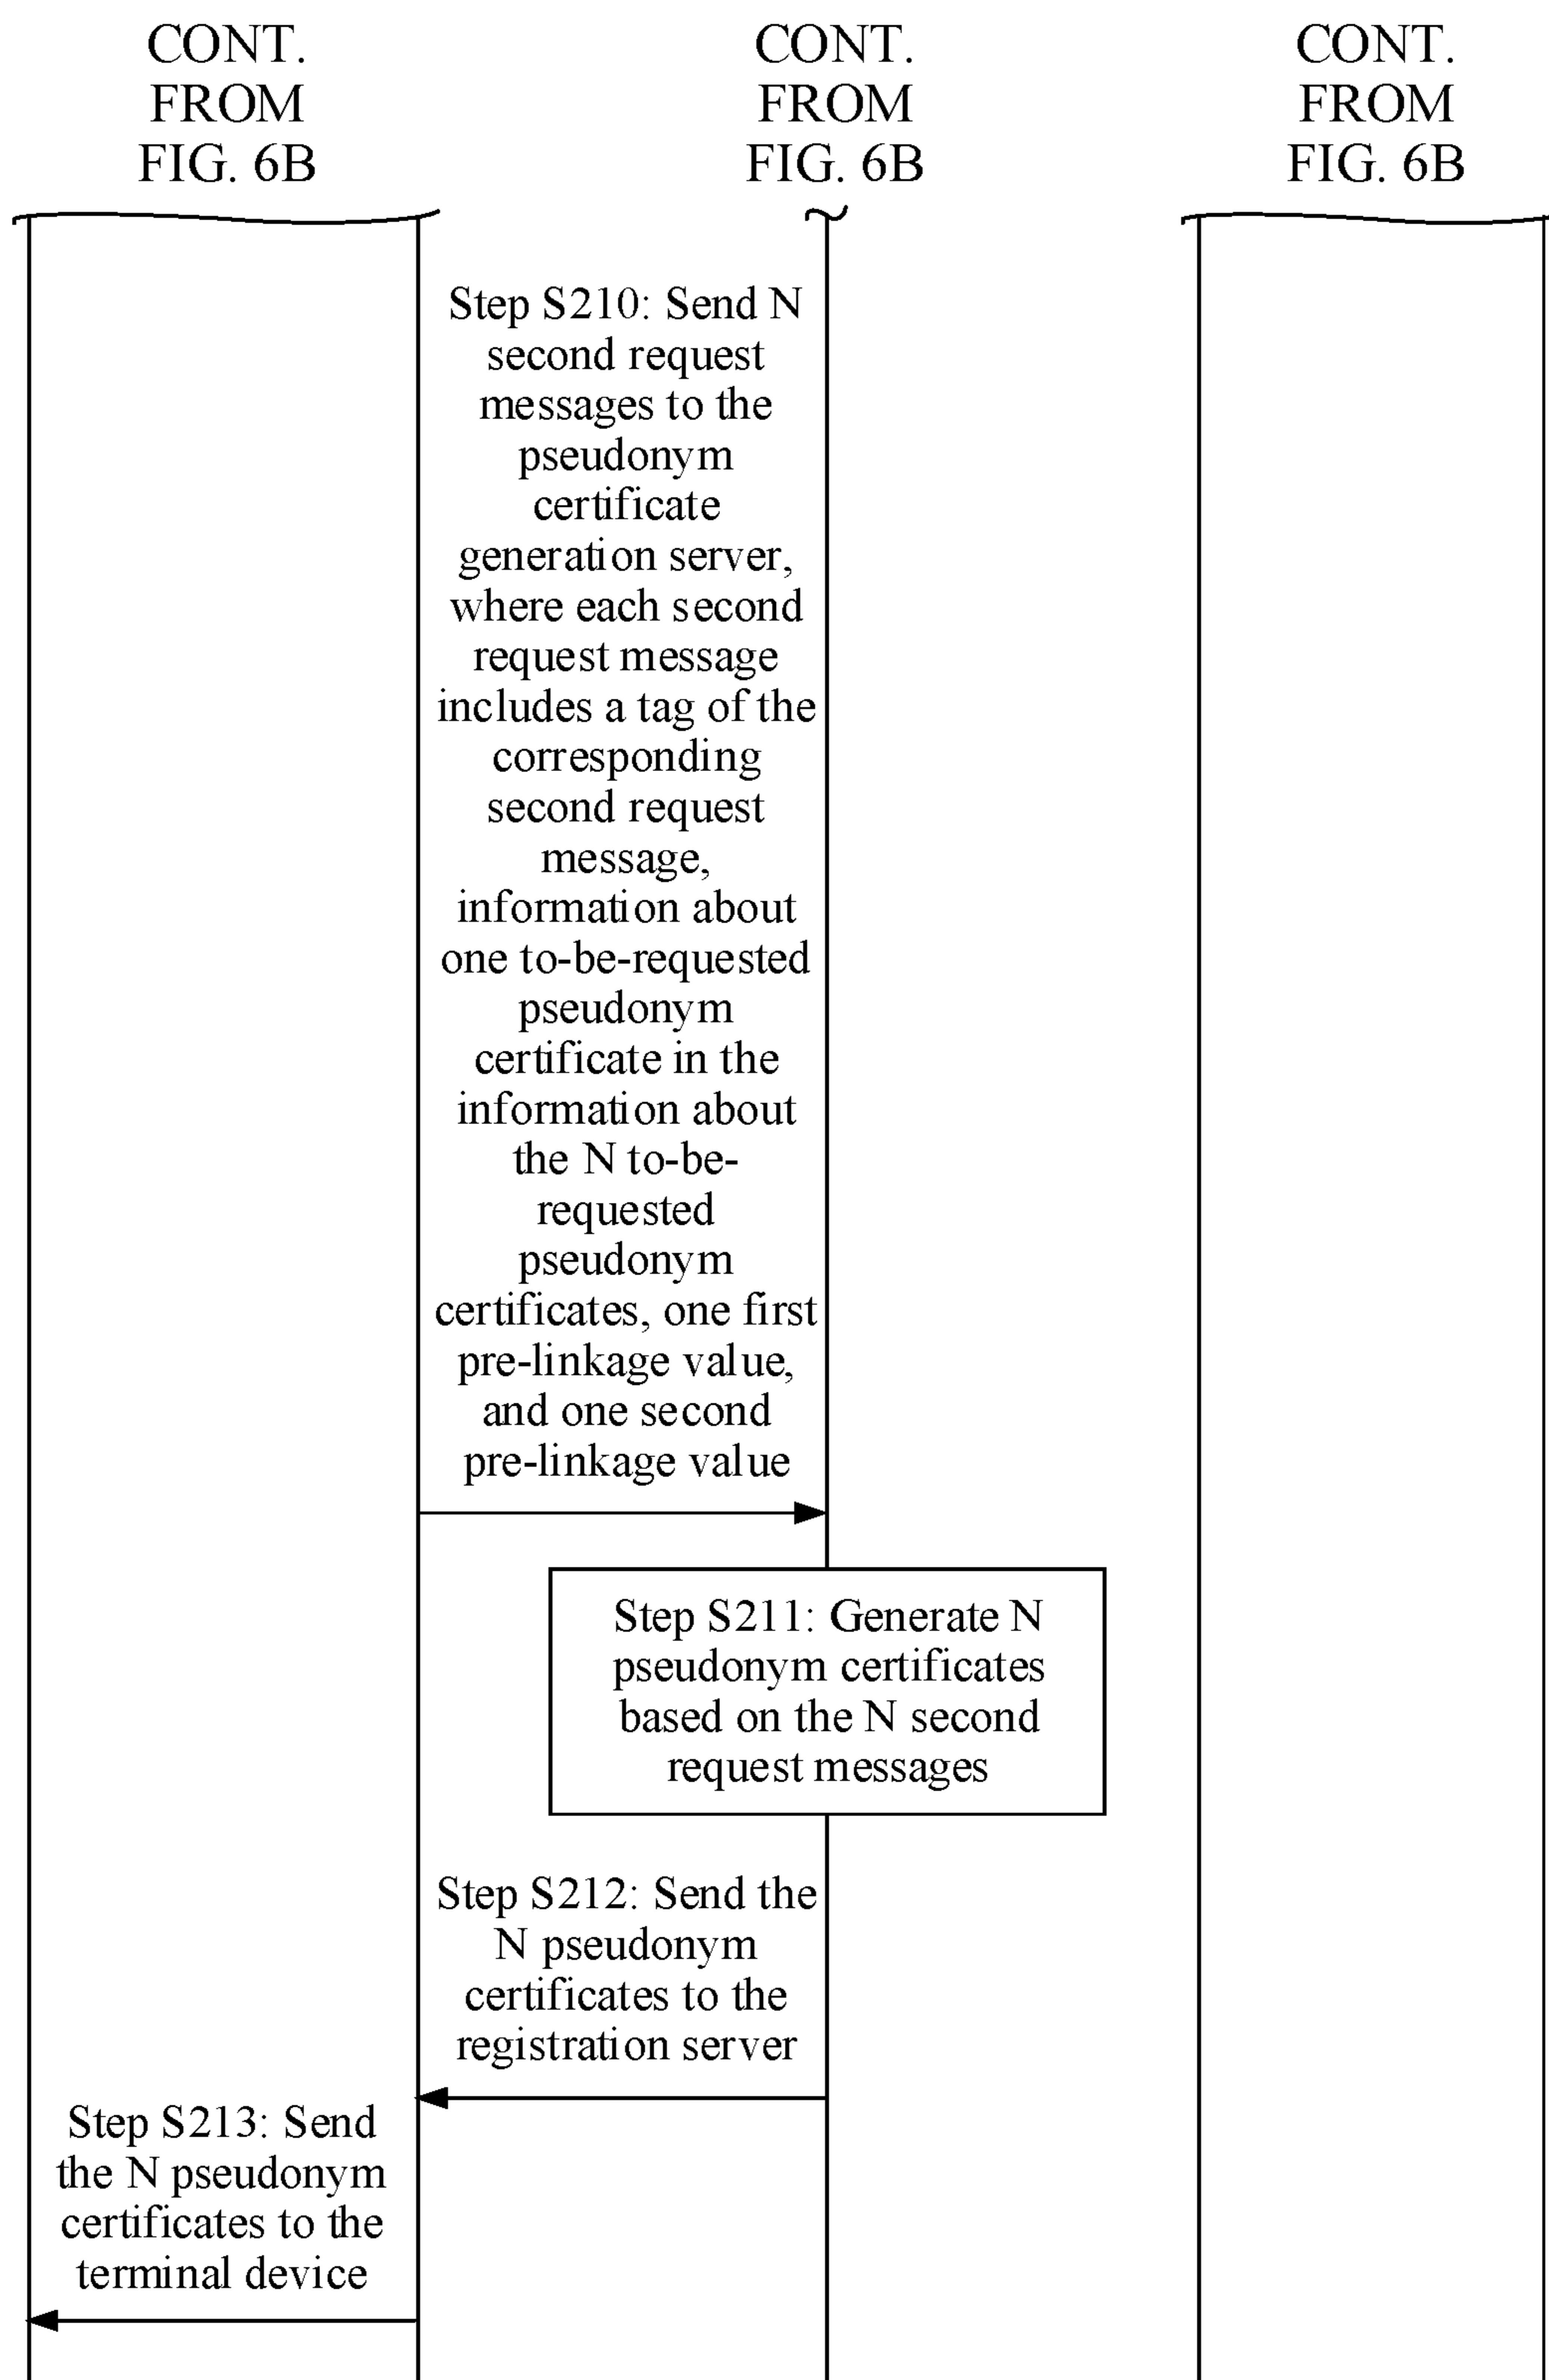 CONT.
FROM
FIG. 6B
CONT.
FROM
FIG. 6B
CONT.
FROM
FIG. 6B
Step S210: Send N
second request
messages to the
pseudonym
certificate
generation server,
where each second
request message
includes a tag of the
corresponding
second request
message,
information about
one to-be-requested
pseudonym
certificate in the
information about
the N to-be-
requested
pseudonym
certificates, one first
pre-linkage value,
and one second
pre-linkage value
Step S211: Generate N
pseudonym certificates
based on the N second
request messages
Step S212: Send the
N pseudonym
certificates to the
registration server
Step S213: Send
the N pseudonym
certificates to the
terminal device